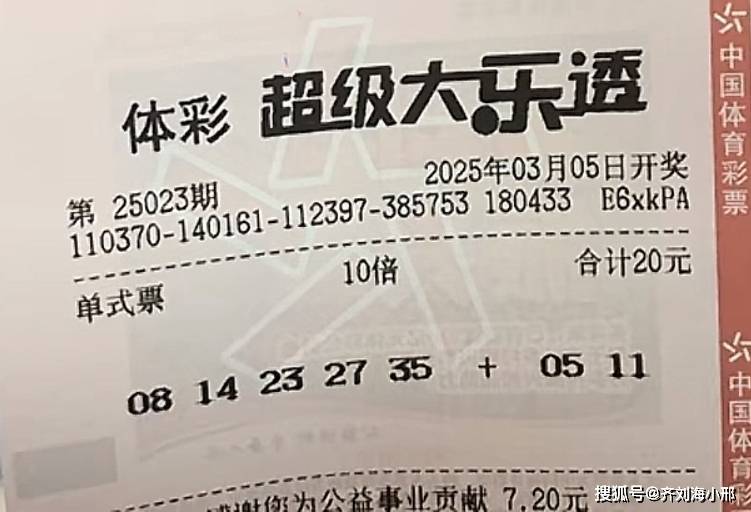 体彩 超级大乐透
第 25023期 2025年03月05日开奖
110370-140161-112397-385753 180433 E6xkPA
单式票 10倍 合计20元
08 14 23 27 35 + 05 11
感谢您为公益事业贡献 7.20元
中国体育彩票
中国体育彩
搜狐号@齐刘海小邢